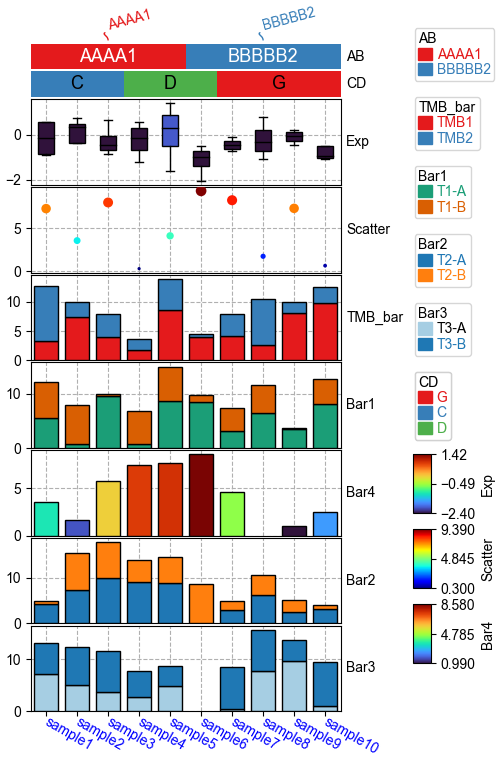 AAAA1
BBBBB2
AAAA1 BBBBB2 AB
C D G CD
0
−2
Exp
5
0
Scatter
10
5
0
TMB_bar
10
0
Bar1
5
0
Bar4
10
0
Bar2
10
0
Bar3
sample1 sample2 sample3 sample4 sample5 sample6 sample7 sample8 sample9 sample10
AB
AAAA1
BBBBB2
TMB_bar
TMB1
TMB2
Bar1
T1-A
T1-B
Bar2
T2-A
T2-B
Bar3
T3-A
T3-B
CD
G
C
D
1.42
−0.49
−2.40
Exp
9.390
4.845
0.300
Scatter
8.580
4.785
0.990
Bar4